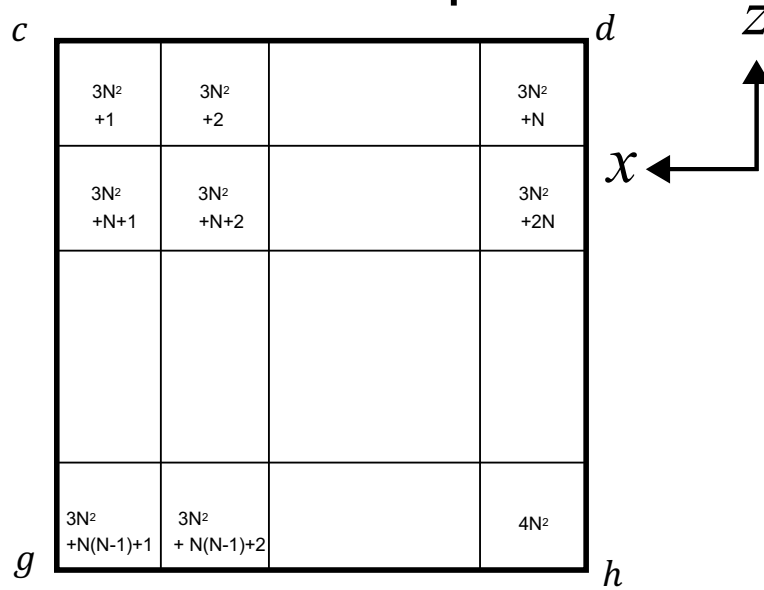 c
d
z
3N²
+1
3N²
+2
3N²
+N
x
3N²
+N+1
3N²
+N+2
3N²
+2N
3N²
+N(N-1)+1
3N²
+ N(N-1)+2
4N²
g
h